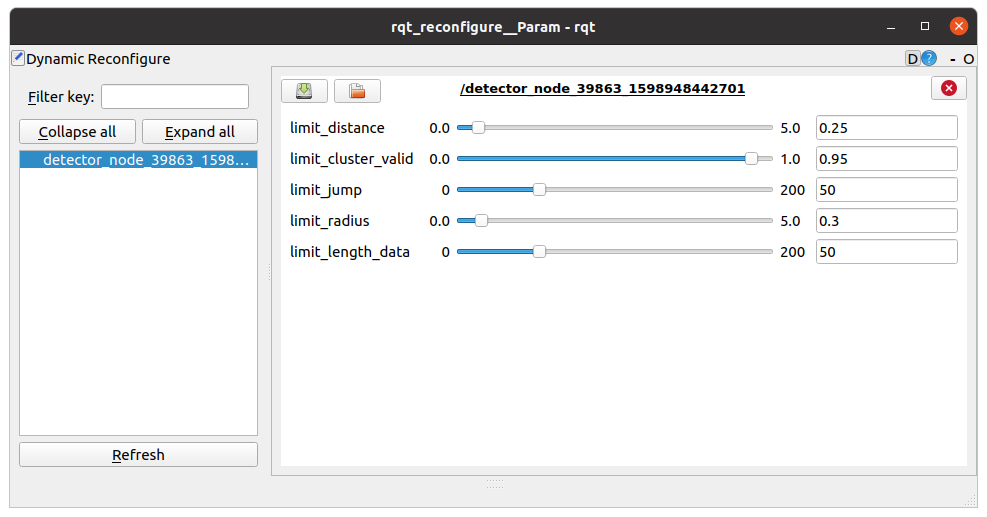 rqt_reconfigure__Param - rqt
Dynamic Reconfigure
D ? - O
Filter key:
Collapse all Expand all
detector_node_39863_1598...
Refresh
/detector_node_39863_1598948442701
limit_distance 0.0 5.0 0.25
limit_cluster_valid 0.0 1.0 0.95
limit_jump 0 200 50
limit_radius 0.0 5.0 0.3
limit_length_data 0 200 50